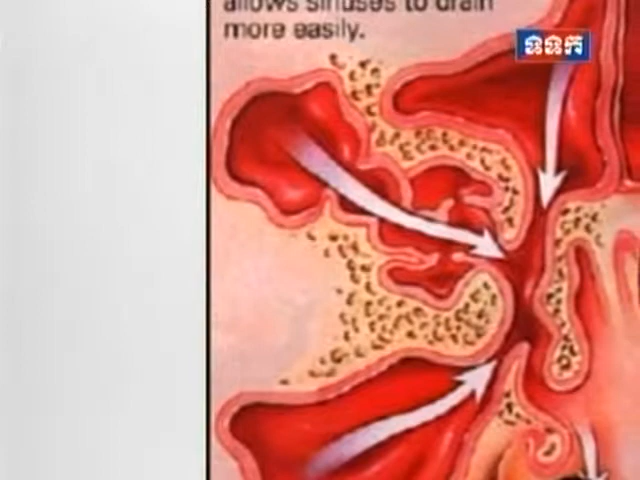 allows sinuses to drain
more easily.
ទទក